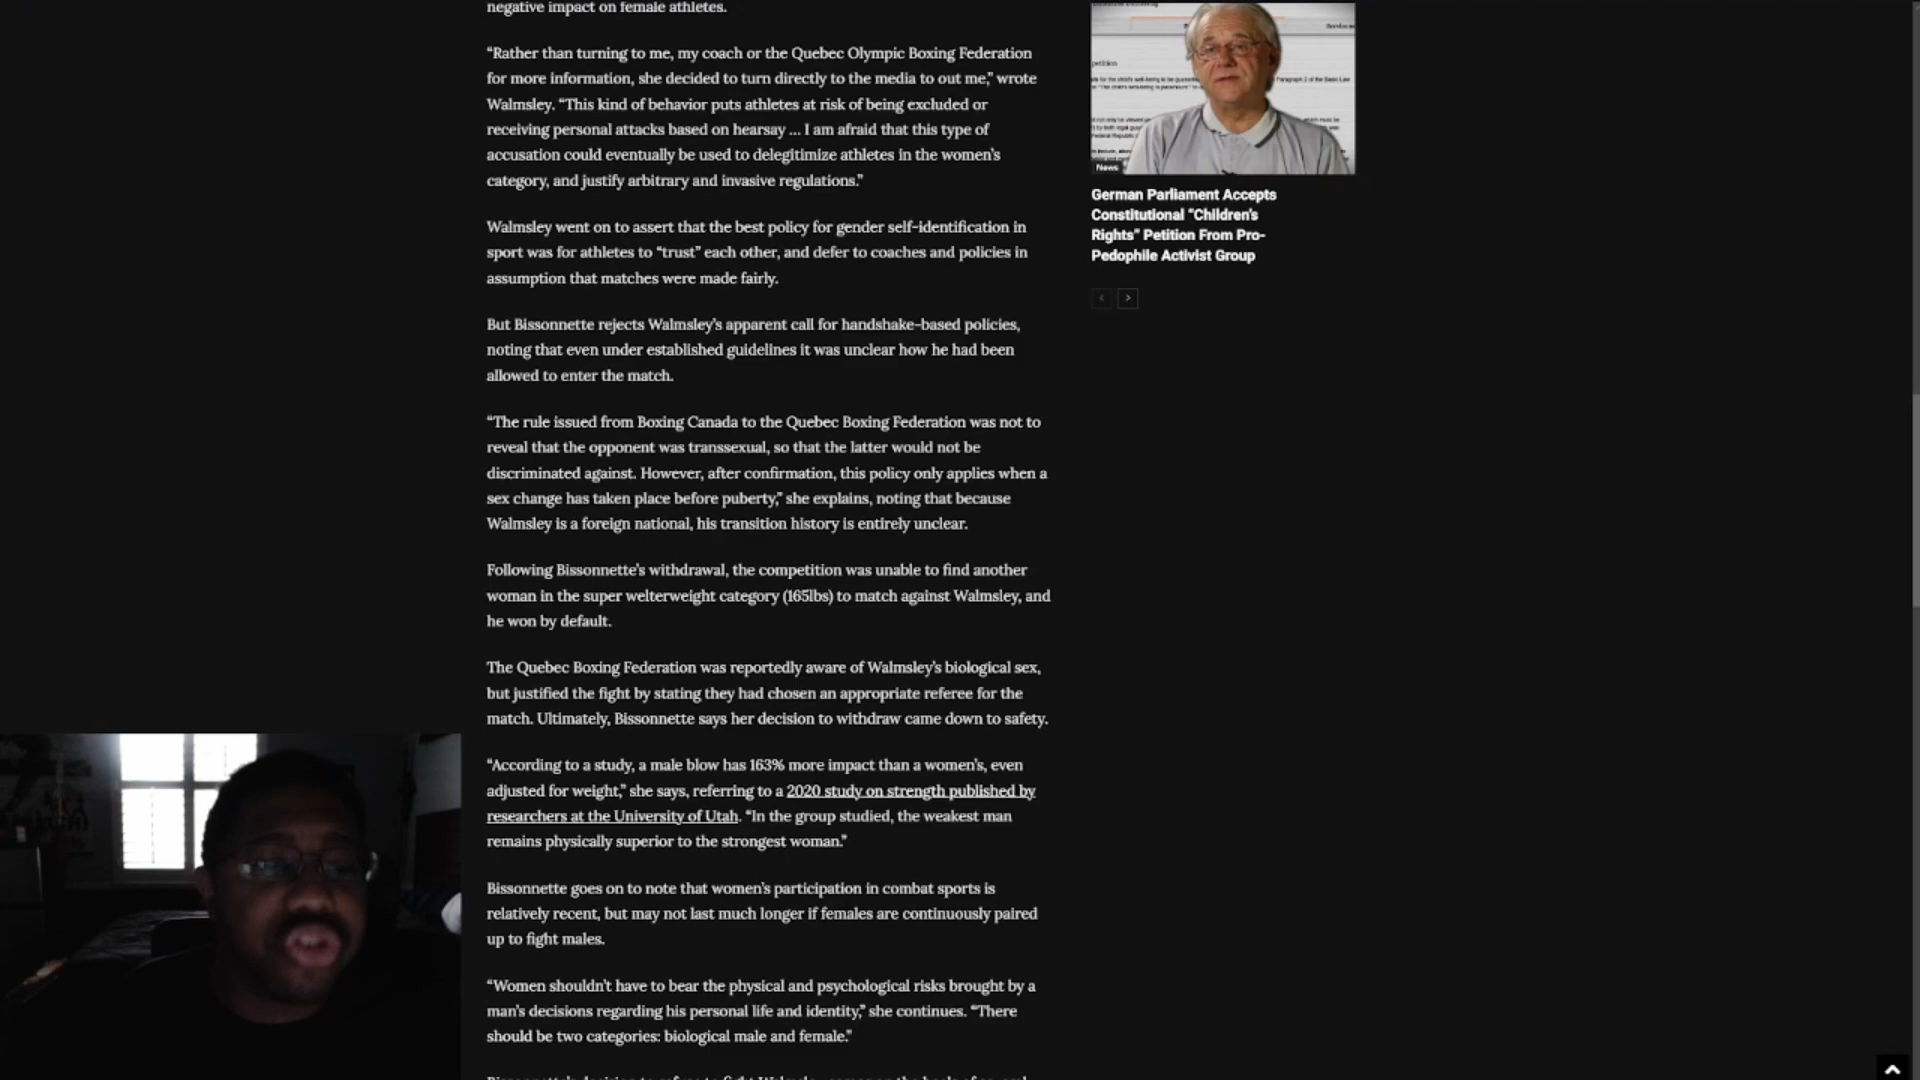 negative impact on female athletes.
“Rather than turning to me, my coach or the Quebec Olympic Boxing Federation
for more information, she decided to turn directly to the media to out me,” wrote
Walmsley. “This kind of behavior puts athletes at risk of being excluded or
receiving personal attacks based on hearsay … I am afraid that this type of
accusation could eventually be used to delegitimize athletes in the women’s
category, and justify arbitrary and invasive regulations.”
Walmsley went on to assert that the best policy for gender self-identification in
sport was for athletes to “trust” each other, and defer to coaches and policies in
assumption that matches were made fairly.
But Bissonnette rejects Walmsley’s apparent call for handshake-based policies,
noting that even under established guidelines it was unclear how he had been
allowed to enter the match.
“The rule issued from Boxing Canada to the Quebec Boxing Federation was not to
reveal that the opponent was transsexual, so that the latter would not be
discriminated against. However, after confirmation, this policy only applies when a
sex change has taken place before puberty,” she explains, noting that because
Walmsley is a foreign national, his transition history is entirely unclear.
Following Bissonnette’s withdrawal, the competition was unable to find another
woman in the super welterweight category (165lbs) to match against Walmsley, and
he won by default.
The Quebec Boxing Federation was reportedly aware of Walmsley’s biological sex,
but justified the fight by stating they had chosen an appropriate referee for the
match. Ultimately, Bissonnette says her decision to withdraw came down to safety.
“According to a study, a male blow has 163% more impact than a women’s, even
adjusted for weight,” she says, referring to a 2020 study on strength published by
researchers at the University of Utah. “In the group studied, the weakest man
remains physically superior to the strongest woman.”
Bissonnette goes on to note that women’s participation in combat sports is
relatively recent, but may not last much longer if females are continuously paired
up to fight males.
“Women shouldn’t have to bear the physical and psychological risks brought by a
man’s decisions regarding his personal life and identity,” she continues. “There
should be two categories: biological male and female.”
petition
News
German Parliament Accepts
Constitutional “Children’s
Rights” Petition From Pro-
Pedophile Activist Group